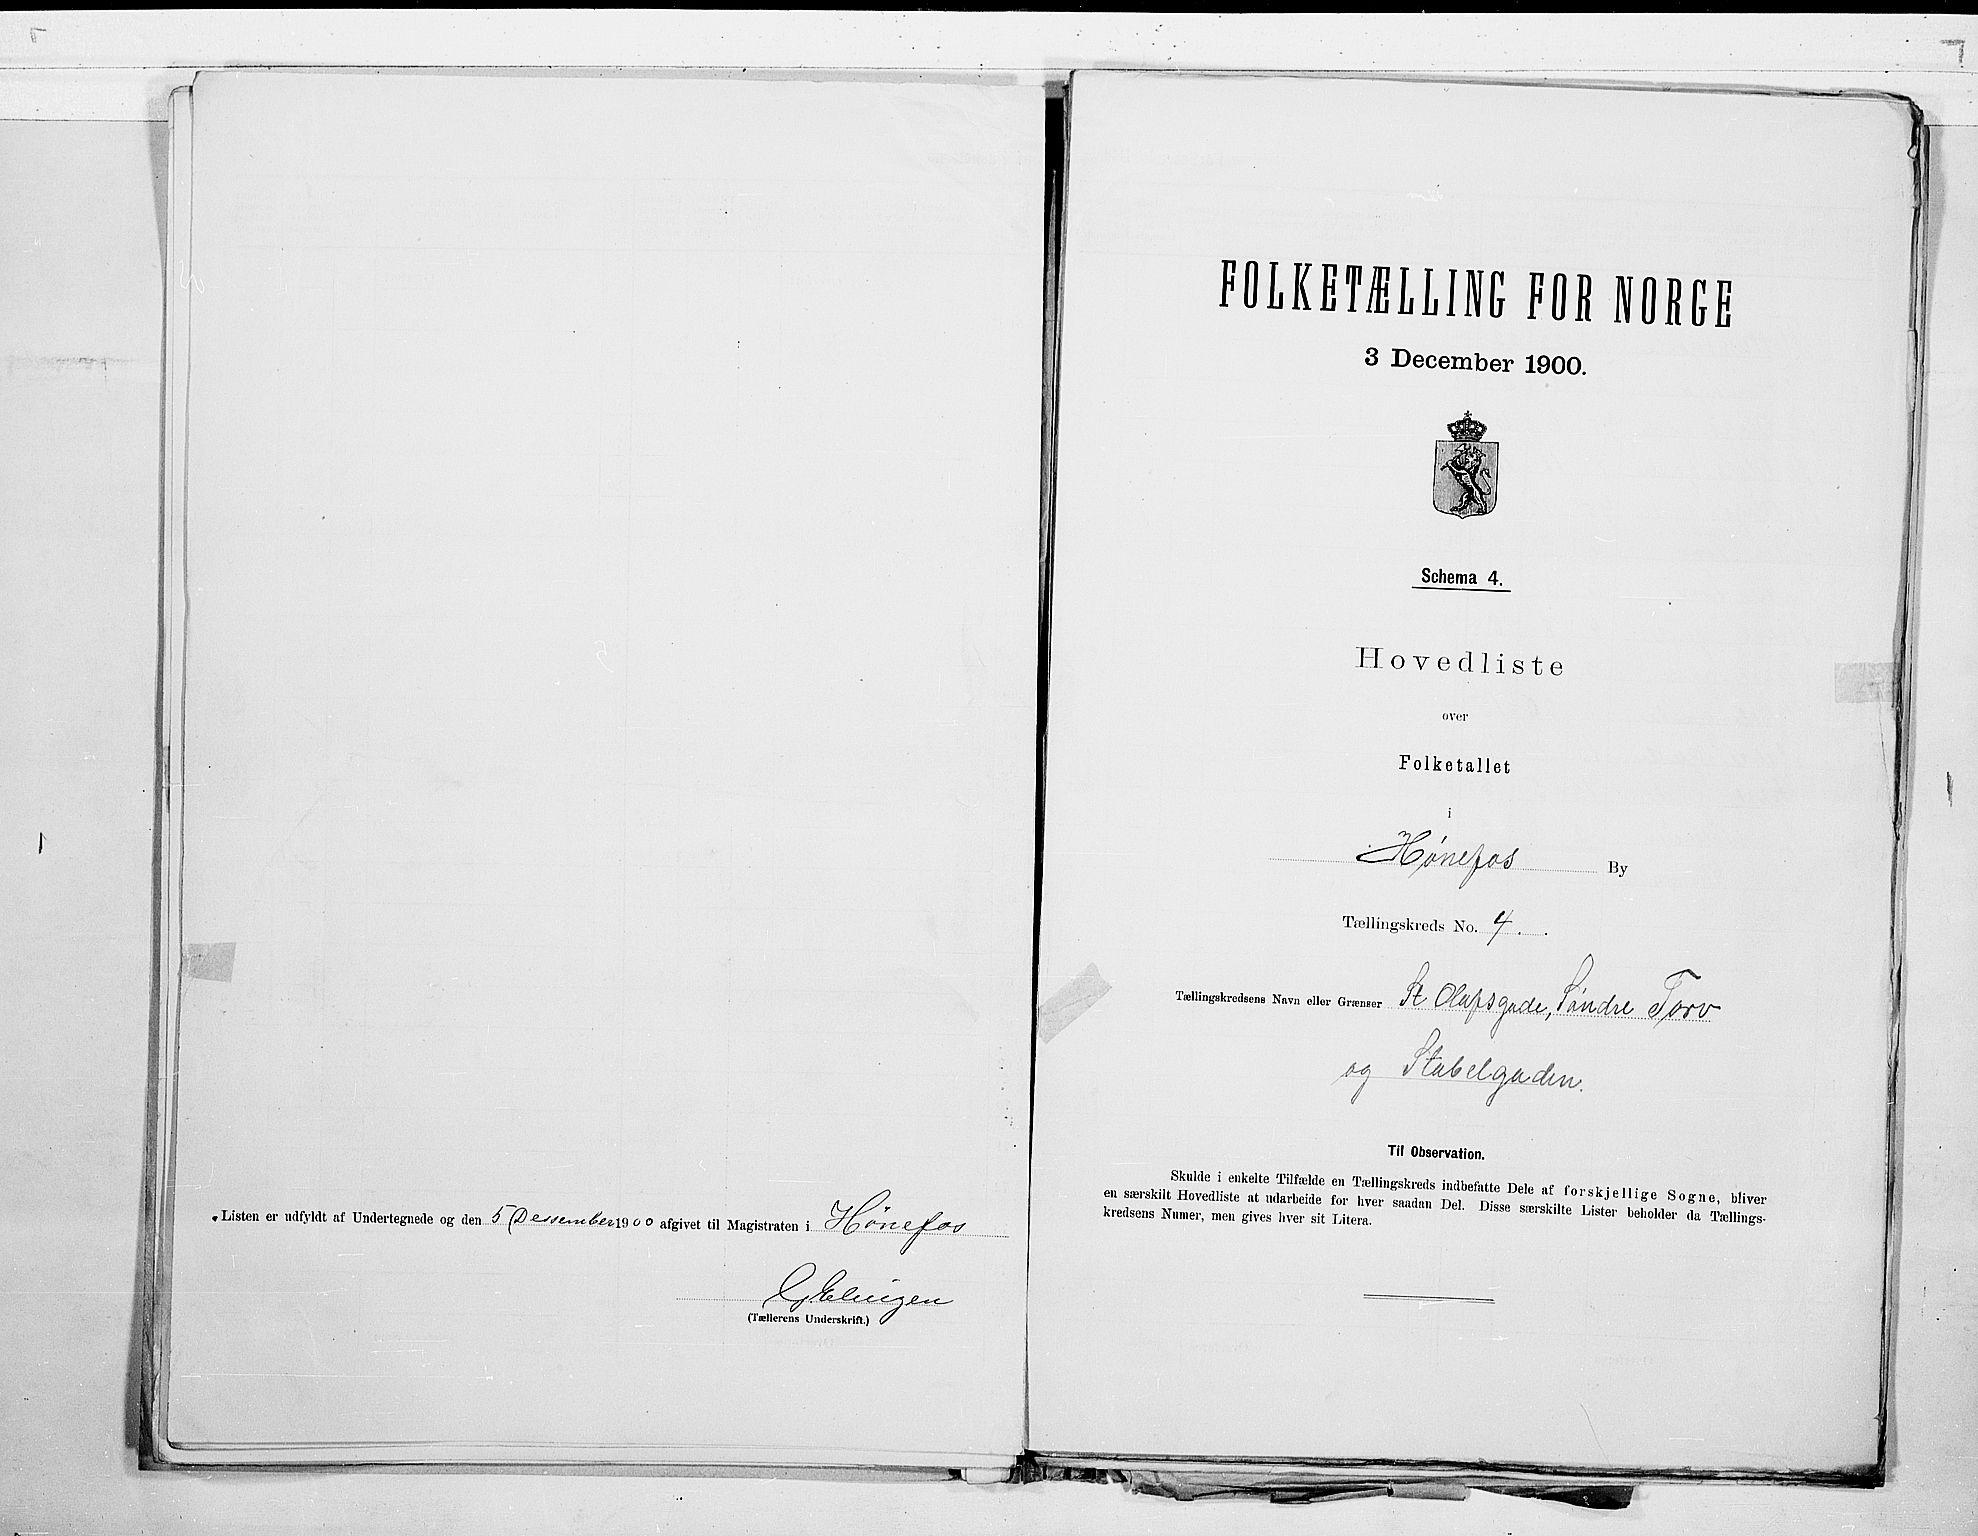 Listen er udfyldt af Undertegnede og den 5 Dessember 1900 afgivet til Magistraten i Hønefos
(Tællerens Underskrift.)
FOLKETÆLLING FOR NORGE
3 December 1900.
Schema 4.
Hovedliste
over
Folketallet
i
Hønefos By
Tællingskreds No. 4.
Tællingskredsens Navn eller Grænser St Olafsgade, Søndre Torv
og Stabelgaden.
Til Observation.
Skulde i enkelte Tilfælde en Tællingskreds indbefatte Dele af forskjellige Sogne, bliver
en særskilt Hovedliste at udarbeide for hver saadan Del. Disse særskilte Lister beholder da Tællings-
kredsens Numer, men gives hver sit Litera.